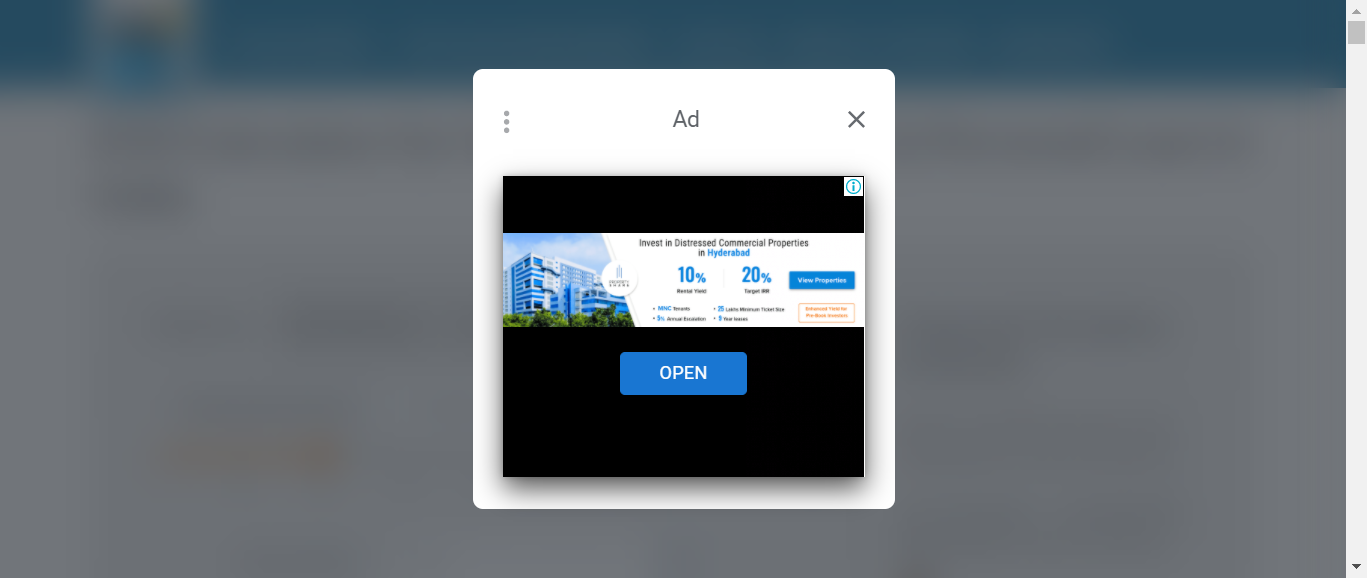 Ad
Invest in Distressed Commercial Properties
in Hyderabad
10% 20%
Rental Yield Target IRR
View Properties
• MNC Tenants • 25 Lakhs Minimum Ticket Size
• 5% Annual Escalation • 9 Year leases
Enhanced Yield for
Pre-Book Investors
OPEN